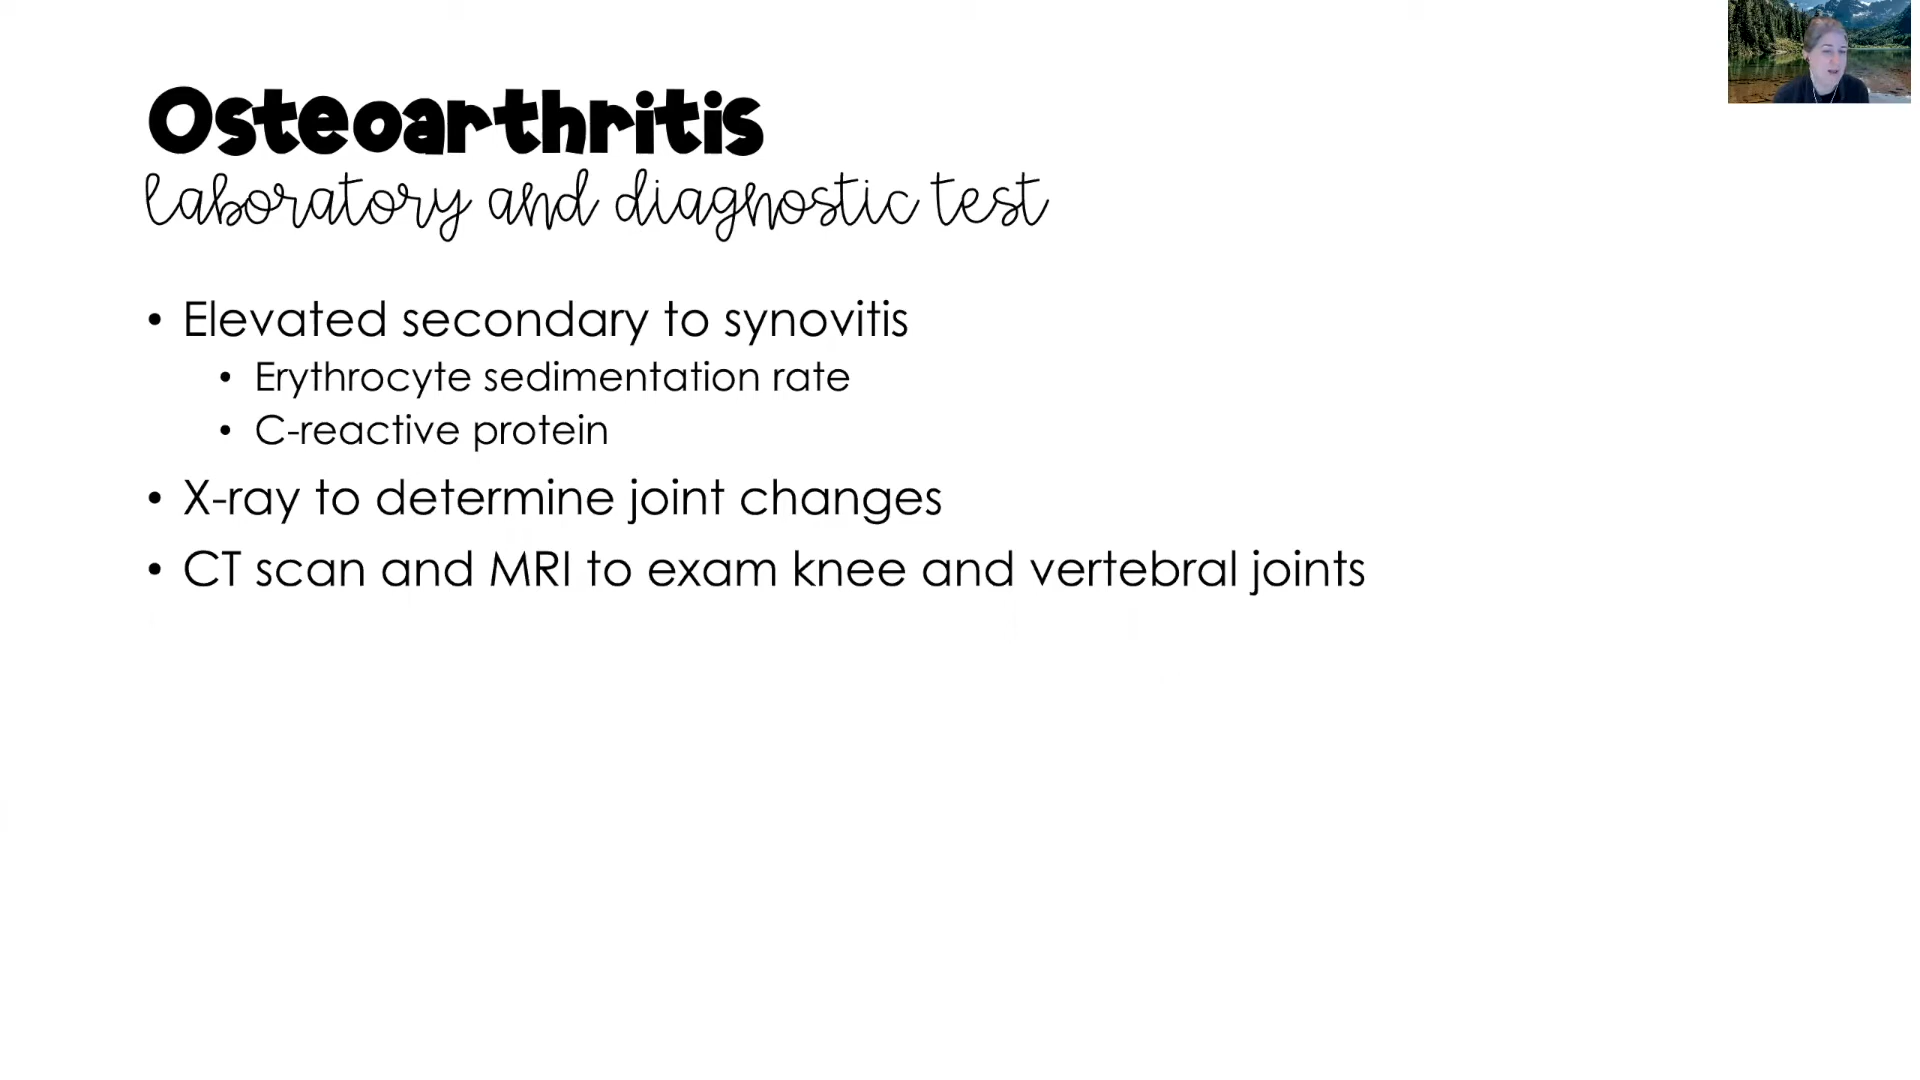 Osteoarthritis
laboratory and diagnostic test
• Elevated secondary to synovitis
• Erythrocyte sedimentation rate
• C-reactive protein
• X-ray to determine joint changes
• CT scan and MRI to exam knee and vertebral joints